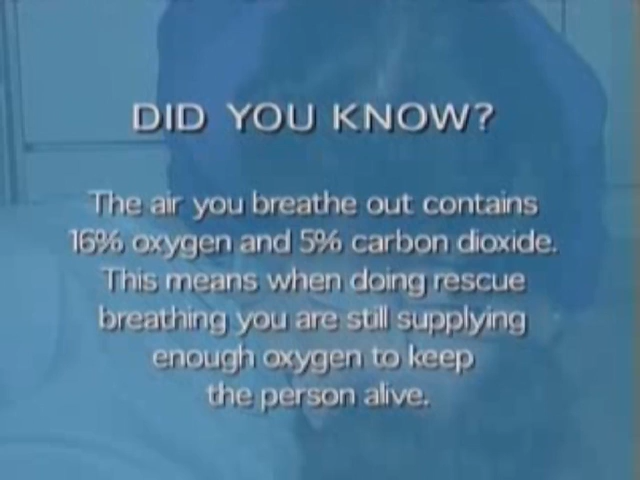 DID YOU KNOW?
The air you breathe out contains
16% oxygen and 5% carbon dioxide.
This means when doing rescue
breathing you are still supplying
enough oxygen to keep
the person alive.